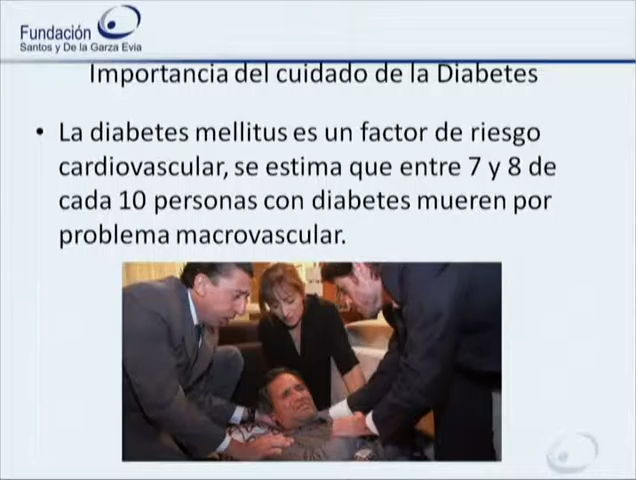 Fundación
Santos y De la Garza Evia
Importancia del cuidado de la Diabetes
• La diabetes mellitus es un factor de riesgo
cardiovascular, se estima que entre 7 y 8 de
cada 10 personas con diabetes mueren por
problema macrovascular.